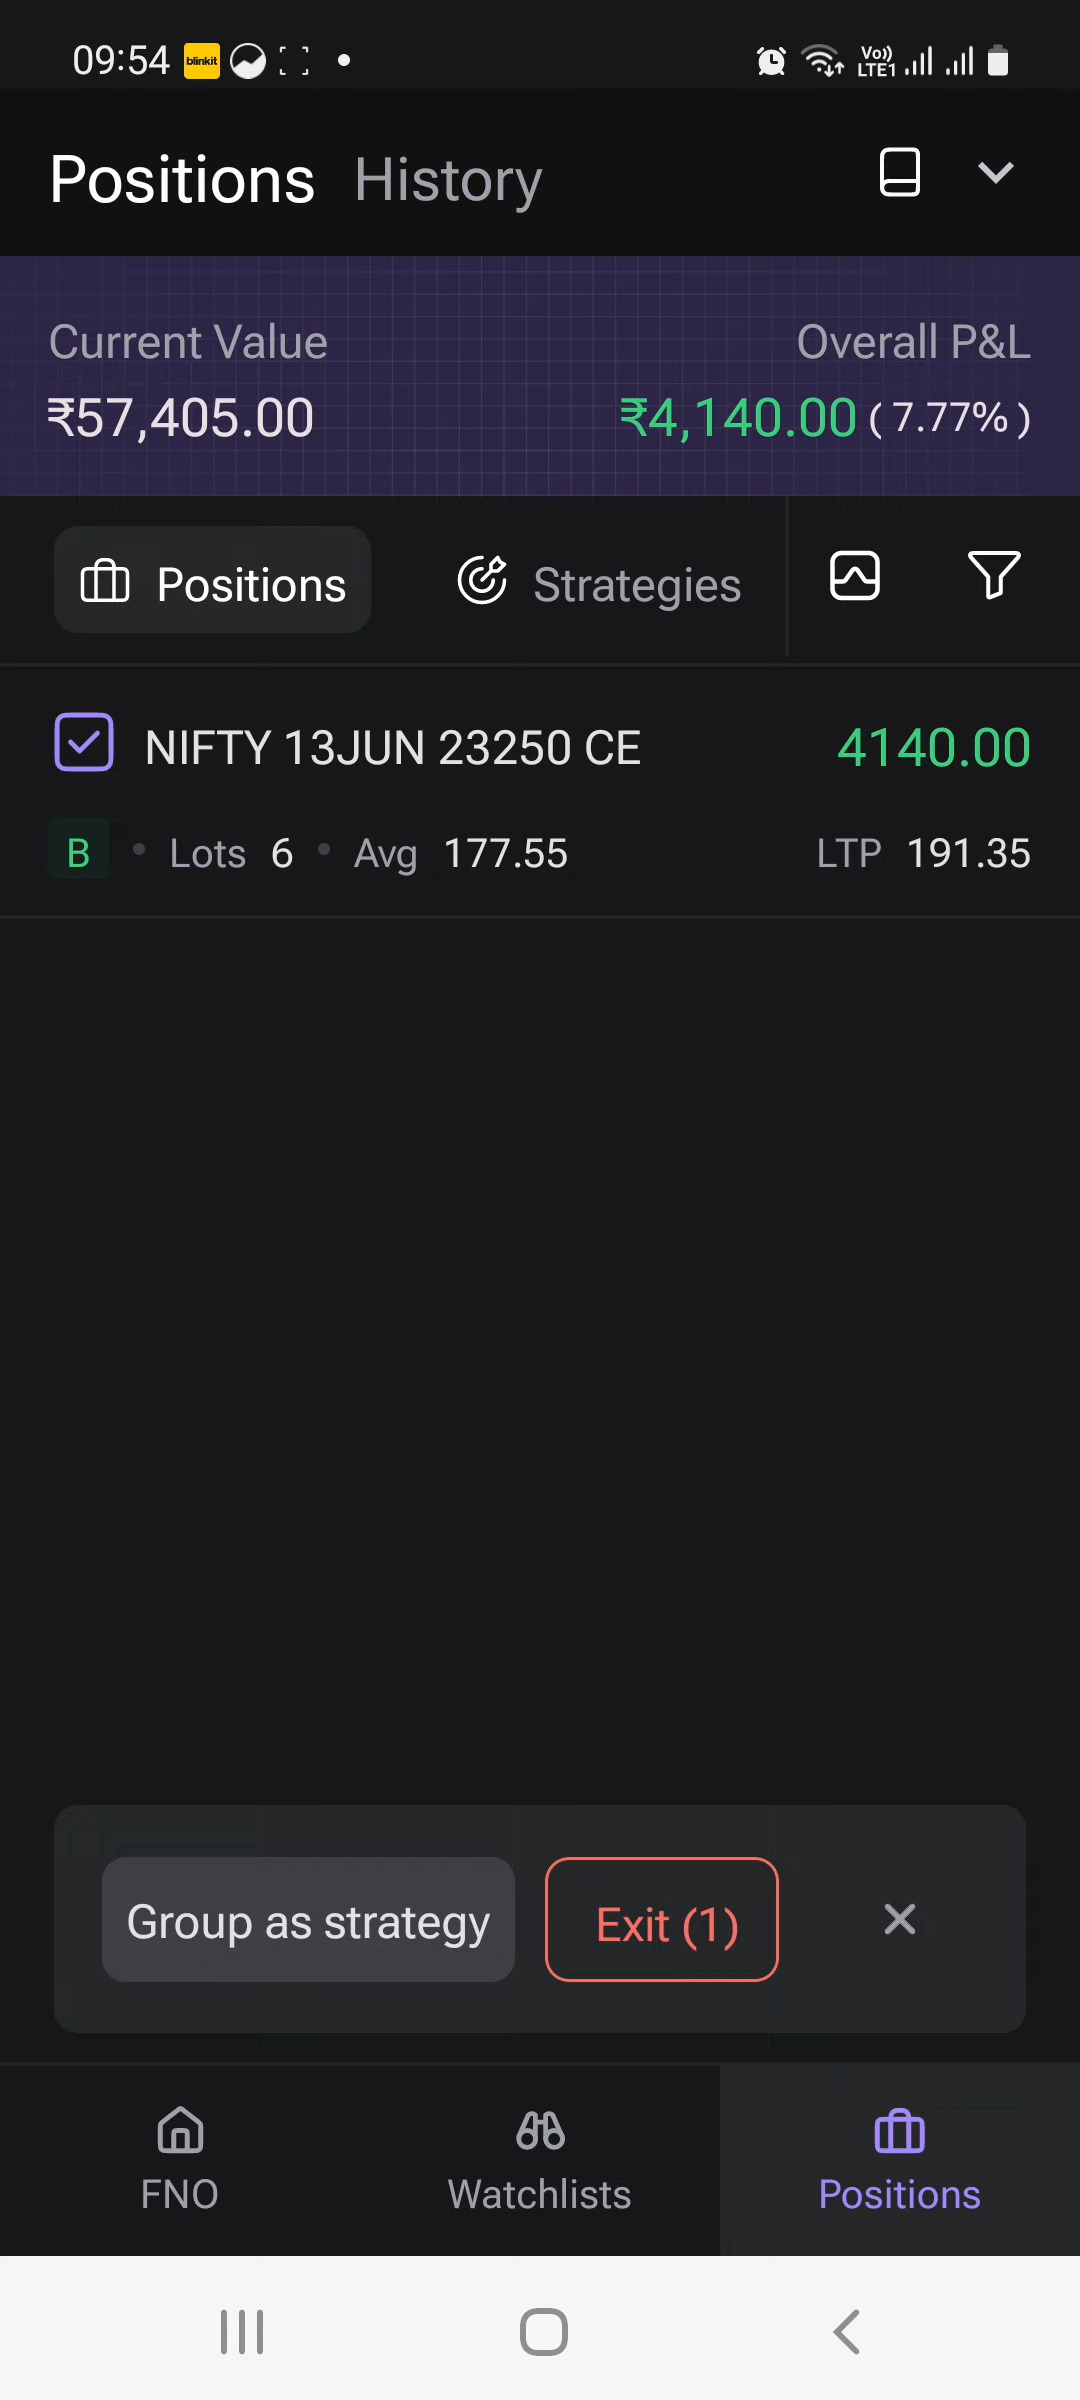 09:54 blinkit Vo)) LTE1
Positions History
Current Value Overall P&L
₹57,405.00 ₹4,140.00 ( 7.77% )
Positions Strategies
NIFTY 13JUN 23250 CE 4140.00
B • Lots 6 • Avg 177.55 LTP 191.35
Group as strategy Exit (1)
FNO Watchlists Positions